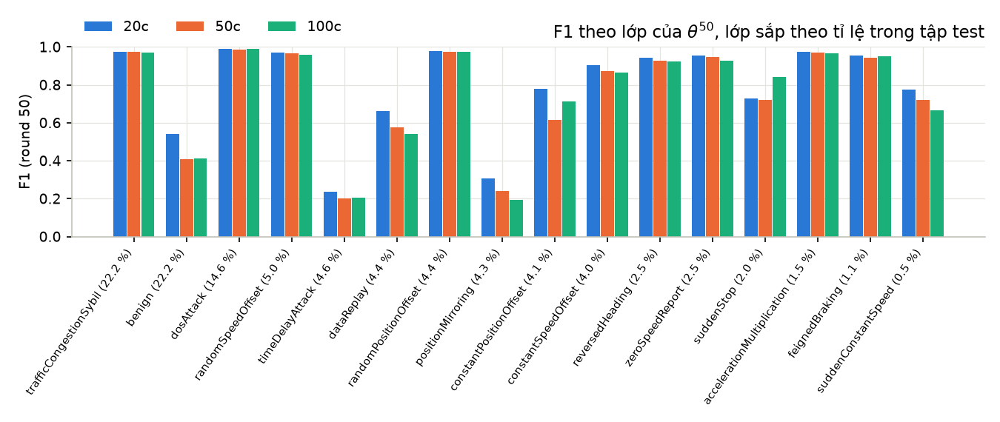 20c 50c 100c
F1 theo lớp của θ⁵⁰, lớp sắp theo tỉ lệ trong tập test
F1 (round 50)
1.0
0.8
0.6
0.4
0.2
0.0
trafficCongestionSybil (22.2 %)
benign (22.2 %)
dosAttack (14.6 %)
randomSpeedOffset (5.0 %)
timeDelayAttack (4.6 %)
dataReplay (4.4 %)
randomPositionOffset (4.4 %)
positionMirroring (4.3 %)
constantPositionOffset (4.1 %)
constantSpeedOffset (4.0 %)
reversedHeading (2.5 %)
zeroSpeedReport (2.5 %)
suddenStop (2.0 %)
accelerationMultiplication (1.5 %)
feignedBraking (1.1 %)
suddenConstantSpeed (0.5 %)